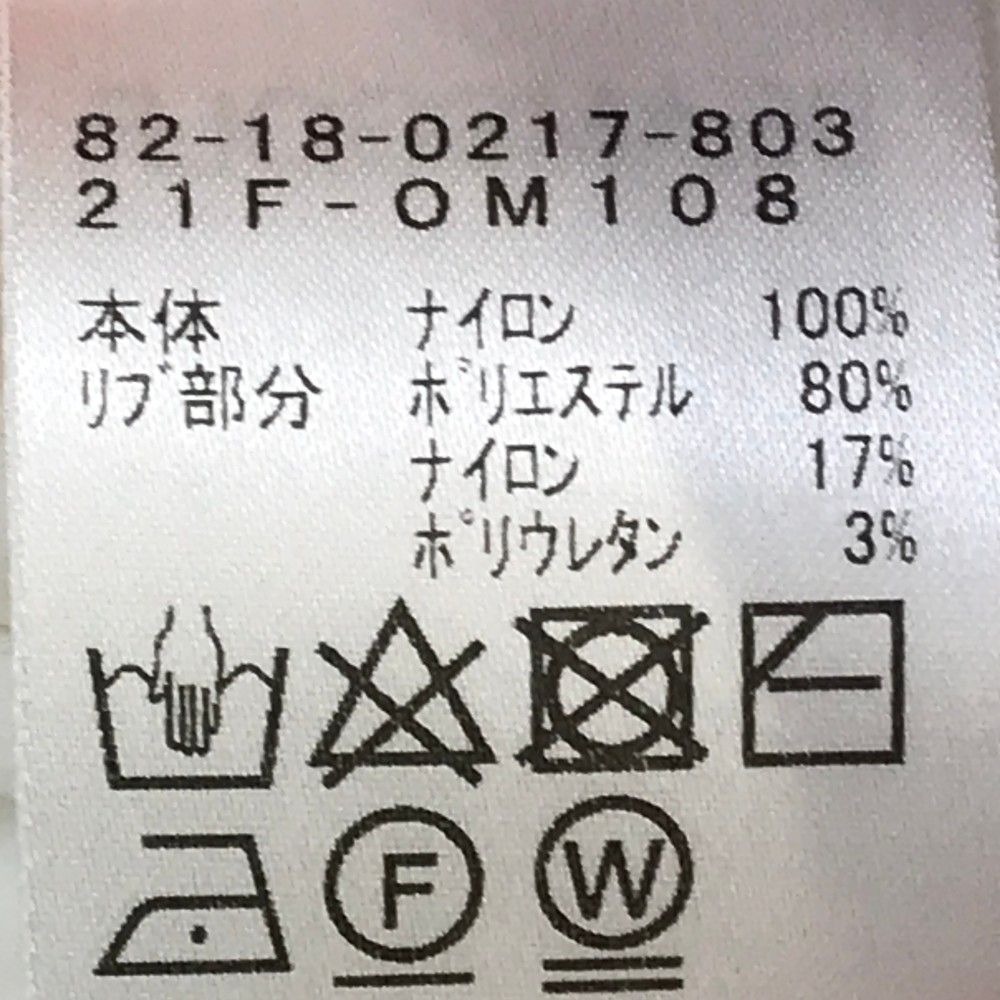 82-18-0217-803
21F-OM108
本体 ナイロン 100%
リブ部分 ポリエステル 80%
ナイロン 17%
ポリウレタン 3%
F W